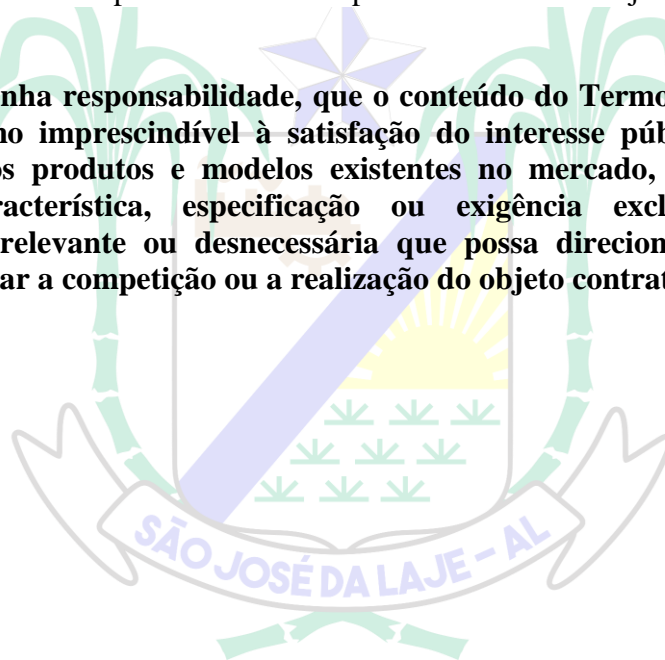 nha responsabilidade, que o conteúdo do Termo
no imprescindível à satisfação do interesse púb
os produtos e modelos existentes no mercado,
racterística, especificação ou exigência excl
relevante ou desnecessária que possa direcion
ar a competição ou a realização do objeto contrat
SÃO JOSÉ DA LAJE - AL